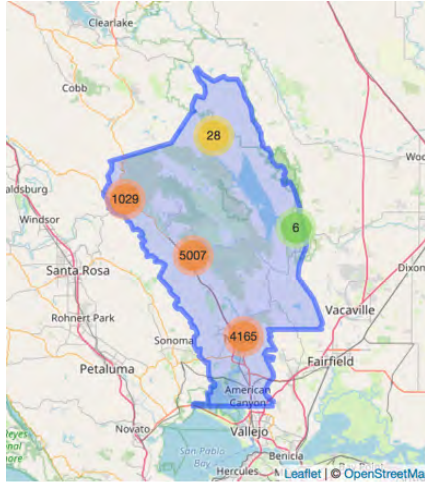 Clearlake
Cobb
28
Woo
aldsburg
1029
Windsor
6
5007
Santa Rosa
Dixon
Rohnert Park
Vacaville
Sonoma
4165
Petaluma
Fairfield
American
Canyon
Novato
Vallejo
San Pablo
Bay
Benicia
Hercules
Leaflet | © OpenStreetMa